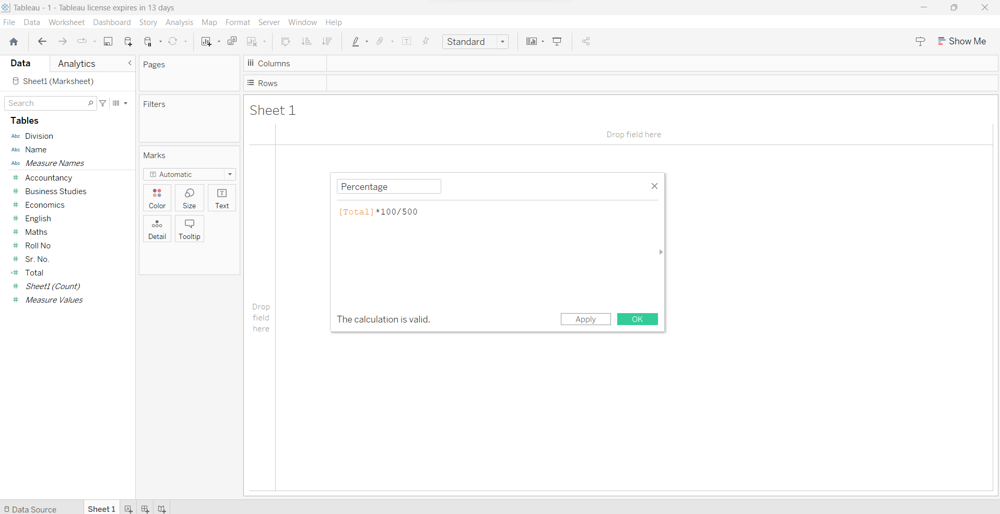 Tableau - 1 - Tableau license expires in 13 days
File Data Worksheet Dashboard Story Analysis Map Format Server Window Help
Standard
Show Me
Data Analytics
Sheet1 (Marksheet)
Search
Tables
Abc Division
Abc Name
Abc Measure Names
# Accountancy
# Business Studies
# Economics
# English
# Maths
# Roll No
# Sr. No.
=# Total
# Sheet1 (Count)
# Measure Values
Pages
Filters
Marks
T Automatic
Color Size T Text
Detail Tooltip
Columns
Rows
Sheet 1
Drop field here
Drop
field
here
Percentage
[Total]*100/500
The calculation is valid.
Apply OK
Data Source Sheet 1